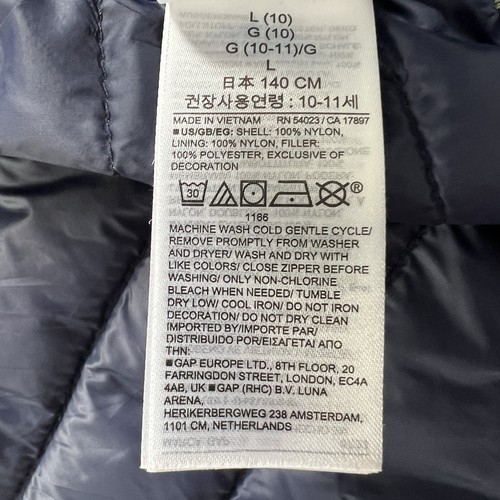 L (10)
G (10)
G (10-11)/G
L
日本 140 CM
권장사용연령 : 10-11세
MADE IN VIETNAM RN 54023 / CA 17897
■US/GB/EG: SHELL: 100% NYLON,
LINING: 100% NYLON, FILLER:
100% POLYESTER, EXCLUSIVE OF
DECORATION
30
®
1166
MACHINE WASH COLD GENTLE CYCLE/
REMOVE PROMPTLY FROM WASHER
AND DRYER/ WASH AND DRY WITH
LIKE COLORS/ CLOSE ZIPPER BEFORE
WASHING/ ONLY NON-CHLORINE
BLEACH WHEN NEEDED/ TUMBLE
DRY LOW/ COOL IRON/ DO NOT IRON
DECORATION/ DO NOT DRY CLEAN
IMPORTED BY/IMPORTE PAR/
DISTRIBUIDO POR/ΕΙΣΑΓΕΤΑΙ ΑΠΟ
ΤΗΝ:
■GAP EUROPE LTD., 8TH FLOOR, 20
FARRINGDON STREET, LONDON, EC4A
4AB, UK ■GAP (RHC) B.V. LUNA
ARENA,
HERIKERBERGWEG 238 AMSTERDAM,
1101 CM, NETHERLANDS